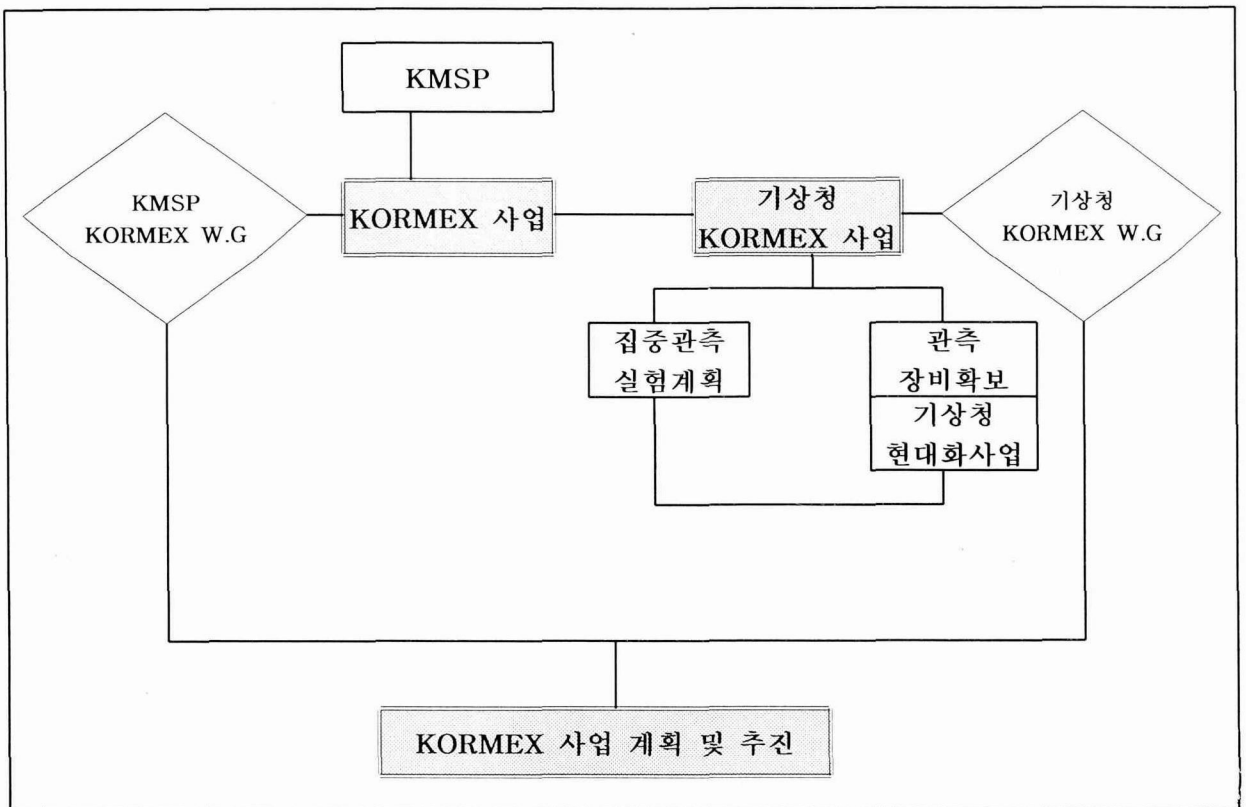 KMSP
KMSP
KORMEX W.G
KORMEX 사업
기상청
KORMEX 사업
기상청
KORMEX W.G
집중관측
실험계획
관측
장비확보
기상청
현대화사업
KORMEX 사업 계획 및 추진